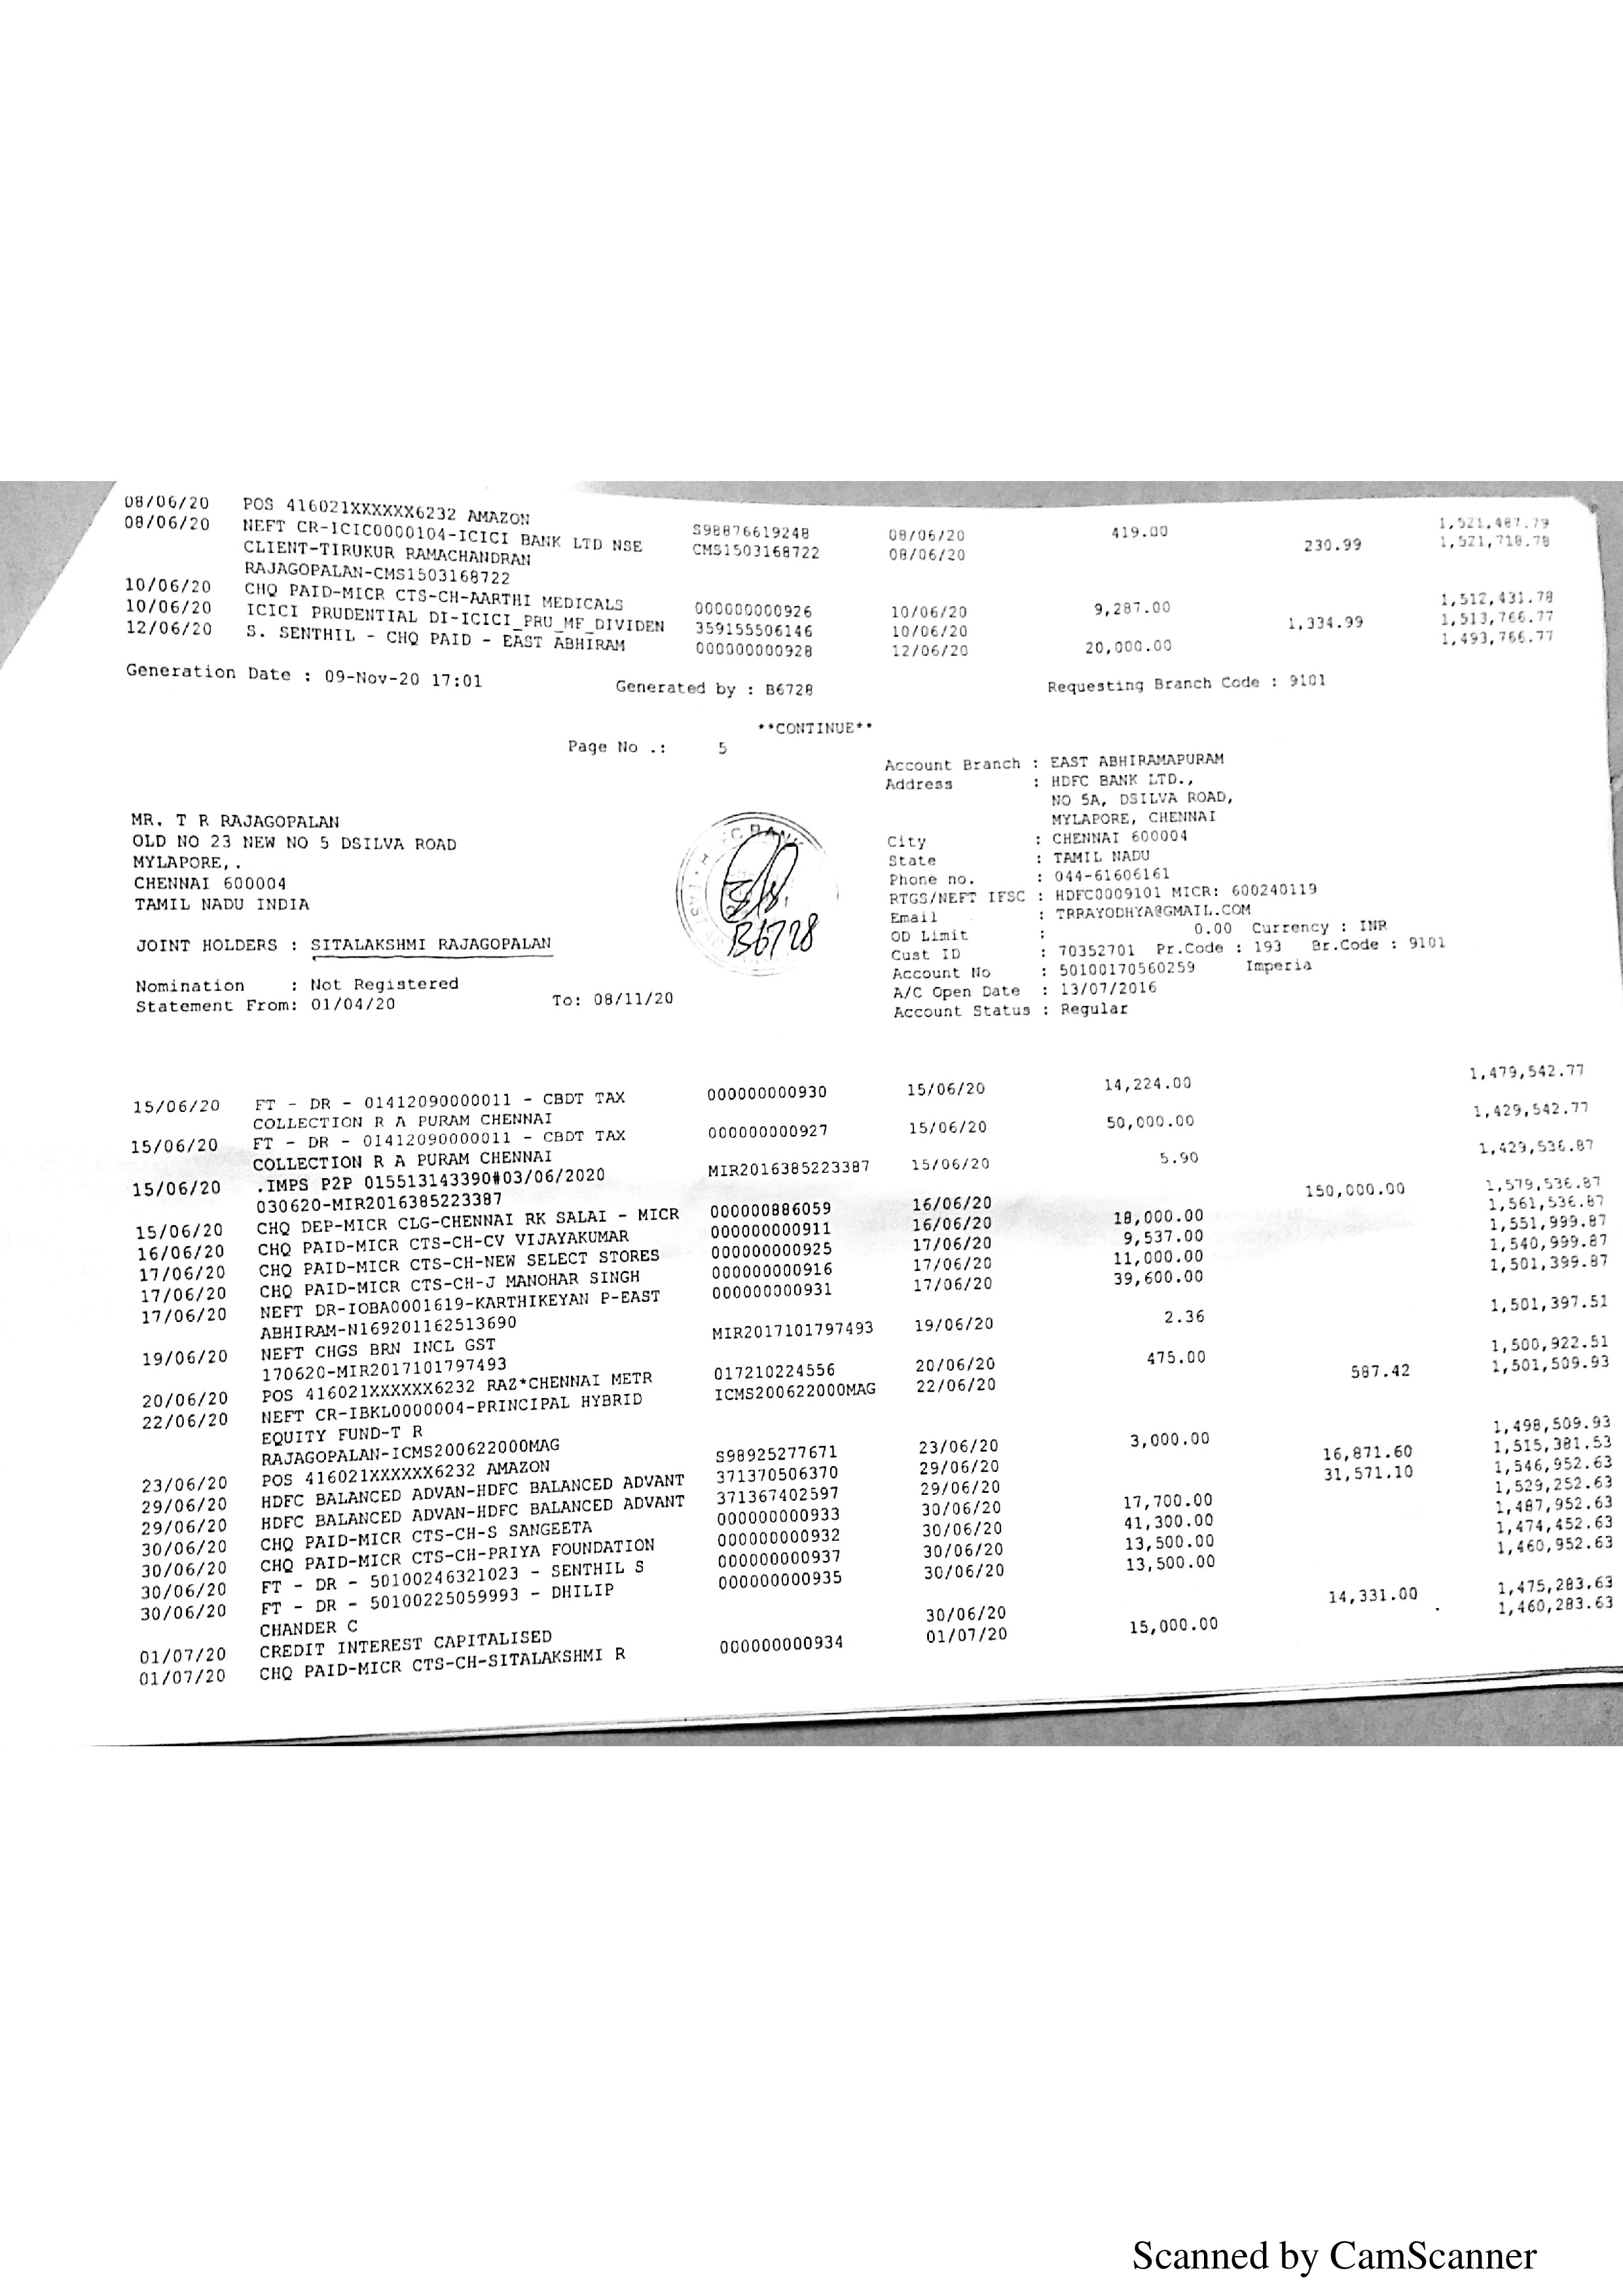 08/06/20 POS 416021XXXXXX6232 AMAZON S98876619248 08/06/20 419.00 1,521,487.79
08/06/20 NEFT CR-ICIC0000104-ICICI BANK LTD NSE CMS1503168722 08/06/20 230.99 1,521,718.78
CLIENT-TIRUKUR RAMACHANDRAN
RAJAGOPALAN-CMS1503168722
10/06/20 CHQ PAID-MICR CTS-CH-AARTHI MEDICALS 000000000926 10/06/20 9,287.00 1,512,431.78
10/06/20 ICICI PRUDENTIAL DI-ICICI_PRU_MF_DIVIDEN 359155506146 10/06/20 1,334.99 1,513,766.77
12/06/20 S. SENTHIL - CHQ PAID - EAST ABHIRAM 000000000928 12/06/20 20,000.00 1,493,766.77
Generation Date : 09-Nov-20 17:01 Generated by : B6728 Requesting Branch Code : 9101
**CONTINUE**
Page No .: 5
Account Branch : EAST ABHIRAMAPURAM
Address : HDFC BANK LTD.,
NO 5A, DSILVA ROAD,
MYLAPORE, CHENNAI
City : CHENNAI 600004
State : TAMIL NADU
Phone no. : 044-61606161
RTGS/NEFT IFSC : HDFC0009101 MICR: 600240119
Email : TRPAYODHYA@GMAIL.COM
OD Limit : 0.00 Currency : INR
Cust ID : 70352701 Pr.Code : 193 Br.Code : 9101
Account No : 50100170560259 Imperia
A/C Open Date : 13/07/2016
Account Status : Regular
MR. T R RAJAGOPALAN
OLD NO 23 NEW NO 5 DSILVA ROAD
MYLAPORE,.
CHENNAI 600004
TAMIL NADU INDIA
JOINT HOLDERS : SITALAKSHMI RAJAGOPALAN
Nomination : Not Registered
Statement From: 01/04/20 To: 08/11/20
B6728
15/06/20 FT - DR - 01412090000011 - CBDT TAX 000000000930 15/06/20 14,224.00 1,479,542.77
COLLECTION R A PURAM CHENNAI
15/06/20 FT - DR - 01412090000011 - CBDT TAX 000000000927 15/06/20 50,000.00 1,429,542.77
COLLECTION R A PURAM CHENNAI
15/06/20 .IMPS P2P 015513143390#03/06/2020 MIR2016385223387 15/06/20 5.90 1,429,536.87
030620-MIR2016385223387
15/06/20 CHQ DEP-MICR CLG-CHENNAI RK SALAI - MICR 000000886059 16/06/20 150,000.00 1,579,536.87
16/06/20 CHQ PAID-MICR CTS-CH-CV VIJAYAKUMAR 000000000911 16/06/20 18,000.00 1,561,536.87
17/06/20 CHQ PAID-MICR CTS-CH-NEW SELECT STORES 000000000925 17/06/20 9,537.00 1,551,999.87
17/06/20 CHQ PAID-MICR CTS-CH-J MANOHAR SINGH 000000000916 17/06/20 11,000.00 1,540,999.87
17/06/20 NEFT DR-IOBA0001619-KARTHIKEYAN P-EAST 000000000931 17/06/20 39,600.00 1,501,399.87
ABHIRAM-N169201162513690
19/06/20 NEFT CHGS BRN INCL GST MIR2017101797493 19/06/20 2.36 1,501,397.51
170620-MIR2017101797493
20/06/20 POS 416021XXXXXX6232 RAZ*CHENNAI METR 017210224556 20/06/20 475.00 1,500,922.51
22/06/20 NEFT CR-IBKL0000004-PRINCIPAL HYBRID ICMS200622000MAG 22/06/20 587.42 1,501,509.93
EQUITY FUND-T R
RAJAGOPALAN-ICMS200622000MAG
23/06/20 POS 416021XXXXXX6232 AMAZON S98925277671 23/06/20 3,000.00 1,498,509.93
29/06/20 HDFC BALANCED ADVAN-HDFC BALANCED ADVANT 371370506370 29/06/20 16,871.60 1,515,381.53
29/06/20 HDFC BALANCED ADVAN-HDFC BALANCED ADVANT 371367402597 29/06/20 31,571.10 1,546,952.63
30/06/20 CHQ PAID-MICR CTS-CH-S SANGEETA 000000000933 30/06/20 17,700.00 1,529,252.63
30/06/20 CHQ PAID-MICR CTS-CH-PRIYA FOUNDATION 000000000932 30/06/20 41,300.00 1,487,952.63
30/06/20 FT - DR - 50100246321023 - SENTHIL S 000000000937 30/06/20 13,500.00 1,474,452.63
30/06/20 FT - DR - 50100225059993 - DHILIP 000000000935 30/06/20 13,500.00 1,460,952.63
CHANDER C
01/07/20 CREDIT INTEREST CAPITALISED 30/06/20 14,331.00 1,475,283.63
01/07/20 CHQ PAID-MICR CTS-CH-SITALAKSHMI R 000000000934 01/07/20 15,000.00 1,460,283.63
Scanned by CamScanner